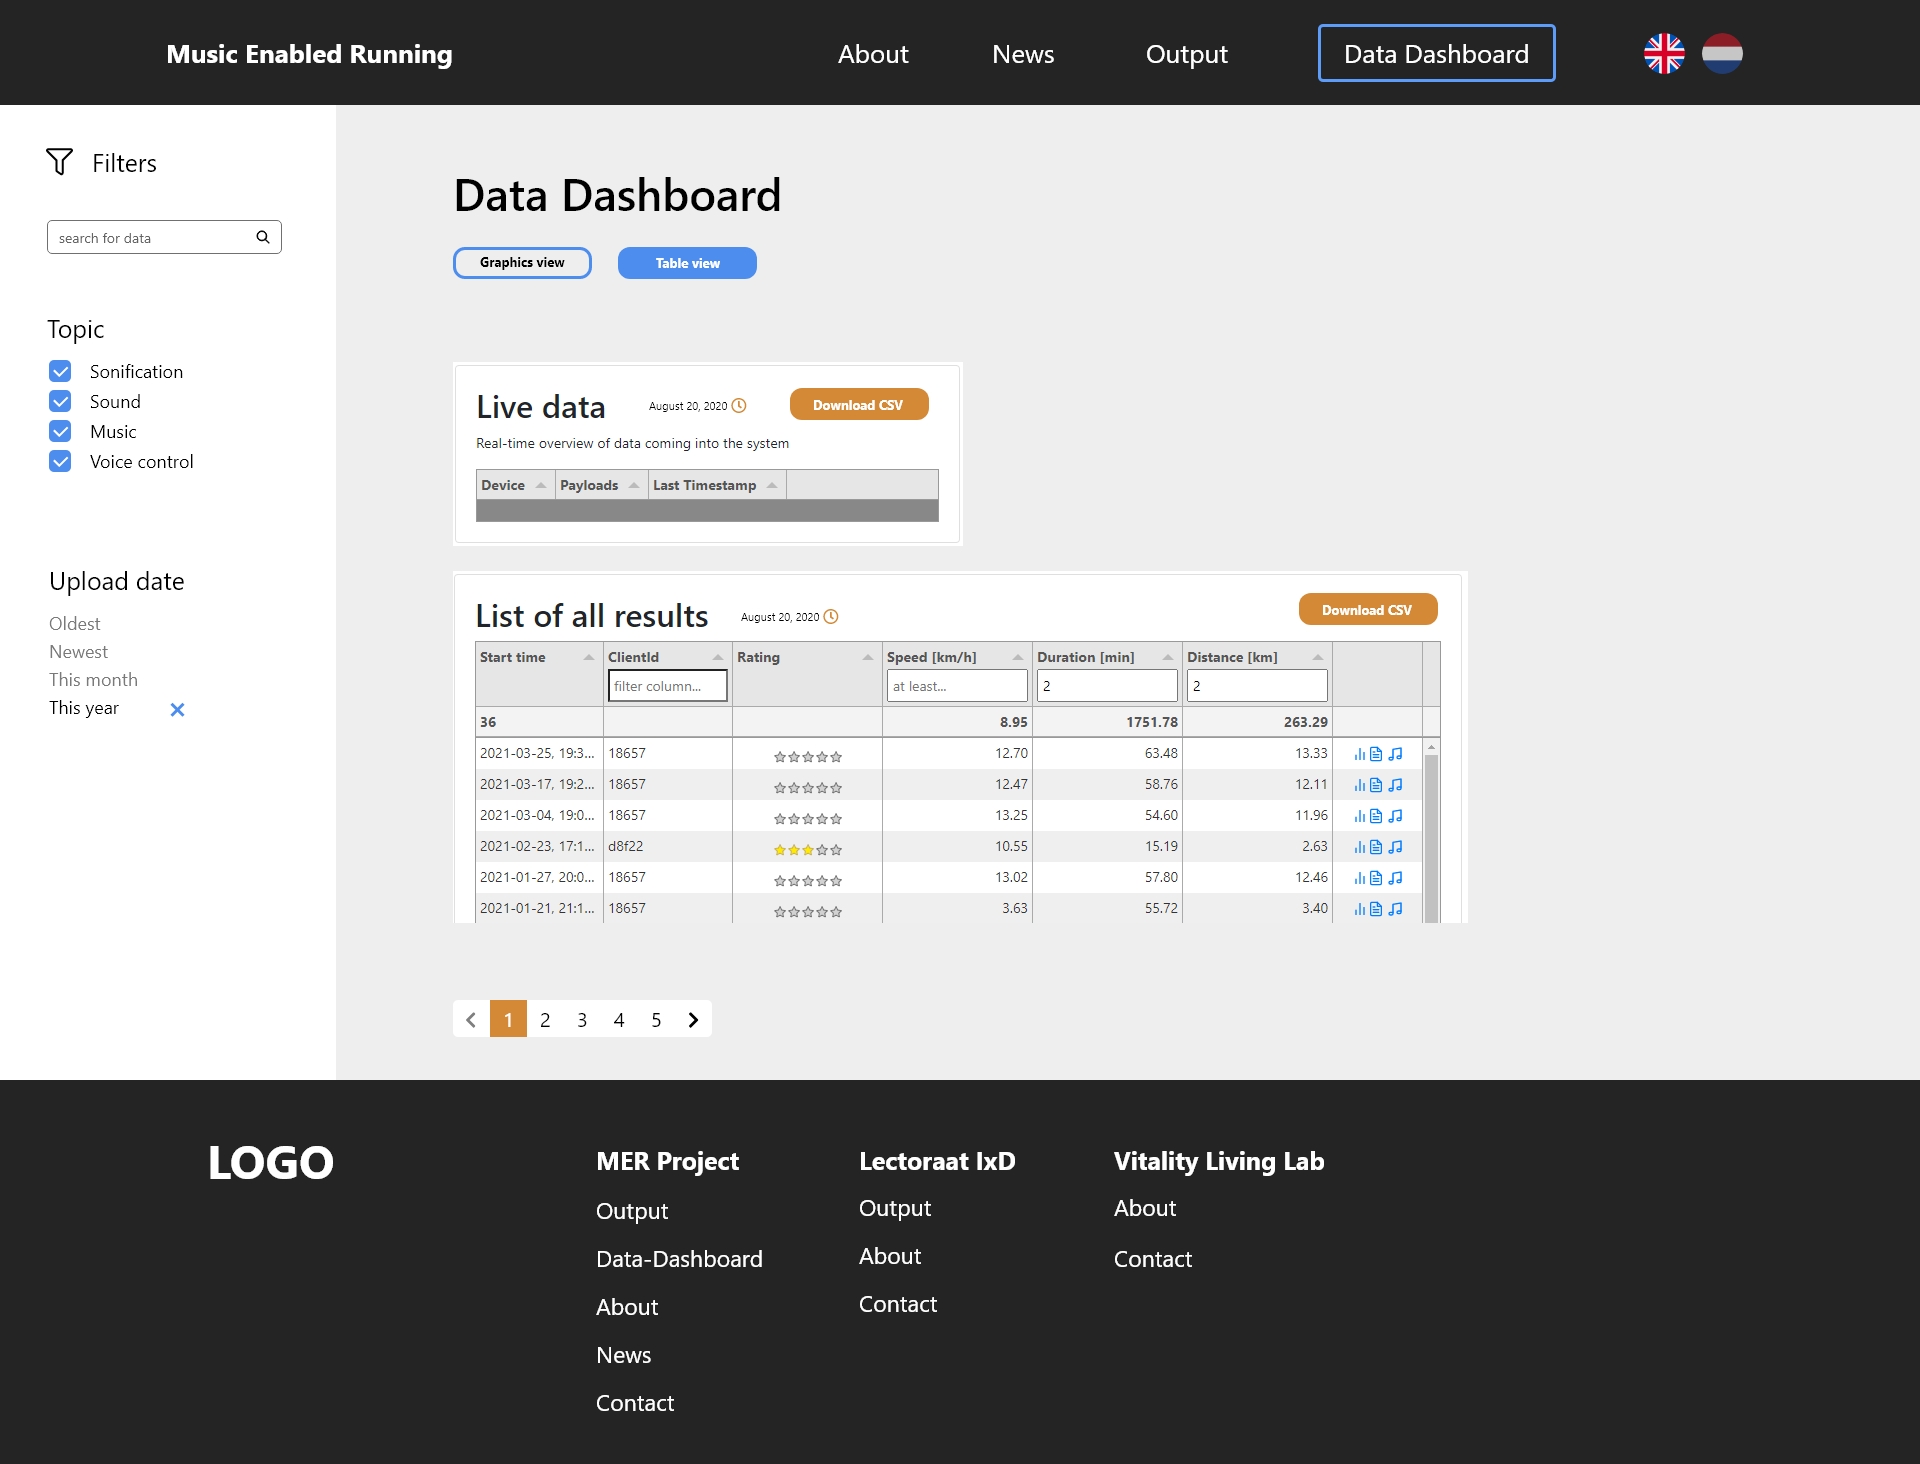 Music Enabled Running
About
News
Output
Data Dashboard
Filters
search for data
Topic
Sonification
Sound
Music
Voice control
Upload date
Oldest
Newest
This month
This year
Data Dashboard
Graphics view
Table view
Live data
August 20, 2020
Download CSV
Real-time overview of data coming into the system
Device Payloads Last Timestamp
List of all results
August 20, 2020
Download CSV
Start time ClientId Rating Speed [km/h] Duration [min] Distance [km]
filter column... at least... 2 2
36 8.95 1751.78 263.29
2021-03-25, 19:3... 18657 12.70 63.48 13.33
2021-03-17, 19:2... 18657 12.47 58.76 12.11
2021-03-04, 19:0... 18657 13.25 54.60 11.96
2021-02-23, 17:1... d8f22 10.55 15.19 2.63
2021-01-27, 20:0... 18657 13.02 57.80 12.46
2021-01-21, 21:1... 18657 3.63 55.72 3.40
1 2 3 4 5
LOGO
MER Project
Output
Data-Dashboard
About
News
Contact
Lectoraat IxD
Output
About
Contact
Vitality Living Lab
About
Contact